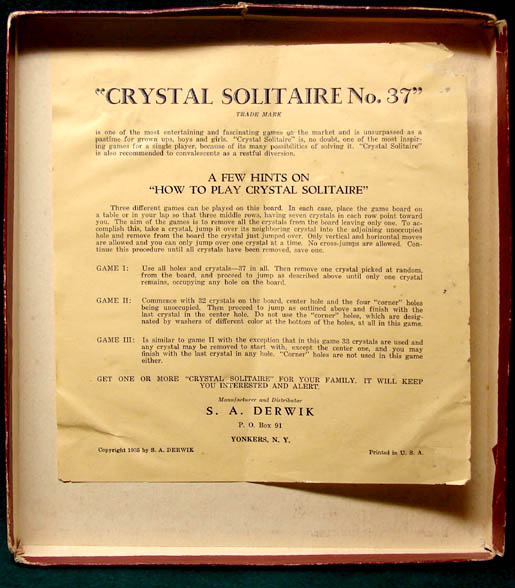 "CRYSTAL SOLITAIRE No. 37"
TRADE MARK
is one of the most entertaining and fascinating games on the market and is unsurpassed as a
pastime for grown ups, boys and girls. "Crystal Solitaire" is, no doubt, one of the most inspir-
ing games for a single player, because of its many possibilities of solving it. "Crystal Solitaire"
is also recommended to convalescents as a restful diversion.
A FEW HINTS ON
"HOW TO PLAY CRYSTAL SOLITAIRE"
Three different games can be played on this board. In each case, place the game board on
a table or in your lap so that three middle rows, having seven crystals in each row point toward
you. The aim of the games is to remove all the crystals from the board leaving only one. To ac-
complish this, take a crystal, jump it over its neighboring crystal into the adjoining unoccupied
hole and remove from the board the crystal just jumped over. Only vertical and horizontal moves
are allowed and you can only jump over one crystal at a time. No cross-jumps are allowed. Con-
tinue this procedure until all crystals have been removed, save one.
GAME I: Use all holes and crystals—37 in all. Then remove one crystal picked at random,
from the board, and proceed to jump as described above until only one crystal
remains, occupying any hole on the board.
GAME II: Commence with 32 crystals on the board, center hole and the four "corner" holes
being unoccupied. Then proceed to jump as outlined above and finish with the
last crystal in the center hole. Do not use the "corner" holes, which are desig-
nated by washers of different color at the bottom of the holes, at all in this game.
GAME III: Is similar to game II with the exception that in this game 33 crystals are used and
any crystal may be removed to start with, except the center one, and you may
finish with the last crystal in any hole. "Corner" holes are not used in this game
either.
GET ONE OR MORE "CRYSTAL SOLITAIRE" FOR YOUR FAMILY. IT WILL KEEP
YOU INTERESTED AND ALERT.
Manufacturer and Distributor
S. A. DERWIK
P. O. Box 91
YONKERS, N. Y.
Copyright 1935 by S. A. DERWIK Printed in U. S. A.